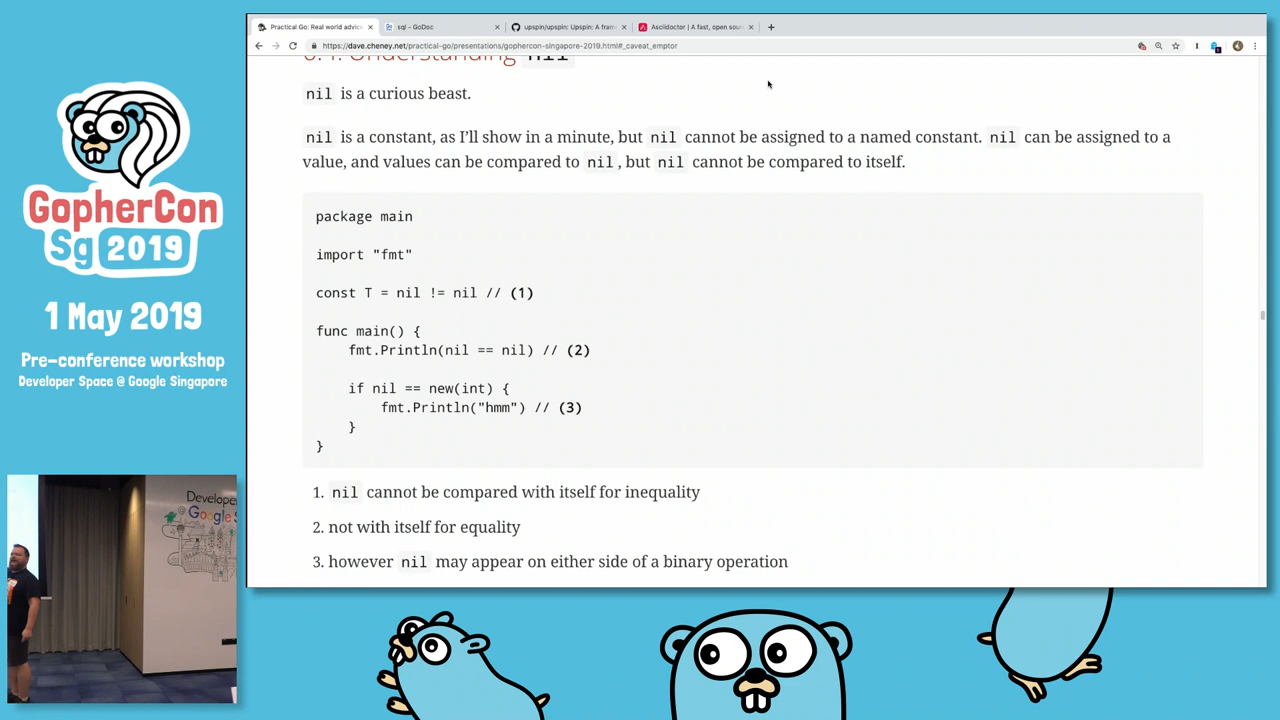 GopherCon
Sg 2019
1 May 2019
Pre-conference workshop
Developer Space @ Google Singapore
Practical Go: Real world advice
sql - GoDoc
upspin/upspin: Upspin: A fram
Asciidoctor | A fast, open sou
https://dave.cheney.net/practical-go/presentations/gophercon-singapore-2019.html#_caveat_emptor
Understanding nil
nil is a curious beast.
nil is a constant, as I’ll show in a minute, but nil cannot be assigned to a named constant. nil can be assigned to a
value, and values can be compared to nil, but nil cannot be compared to itself.
package main
import "fmt"
const T = nil != nil // (1)
func main() {
fmt.Println(nil == nil) // (2)
if nil == new(int) {
fmt.Println("hmm") // (3)
}
}
1. nil cannot be compared with itself for inequality
2. not with itself for equality
3. however nil may appear on either side of a binary operation
Develope
@ Google S